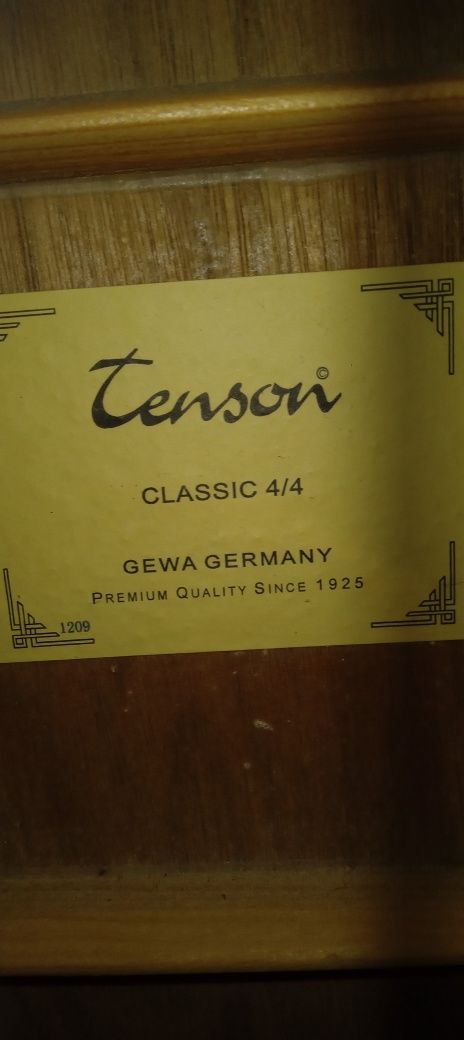 tenson©
CLASSIC 4/4
GEWA GERMANY
PREMIUM QUALITY SINCE 1925
1209